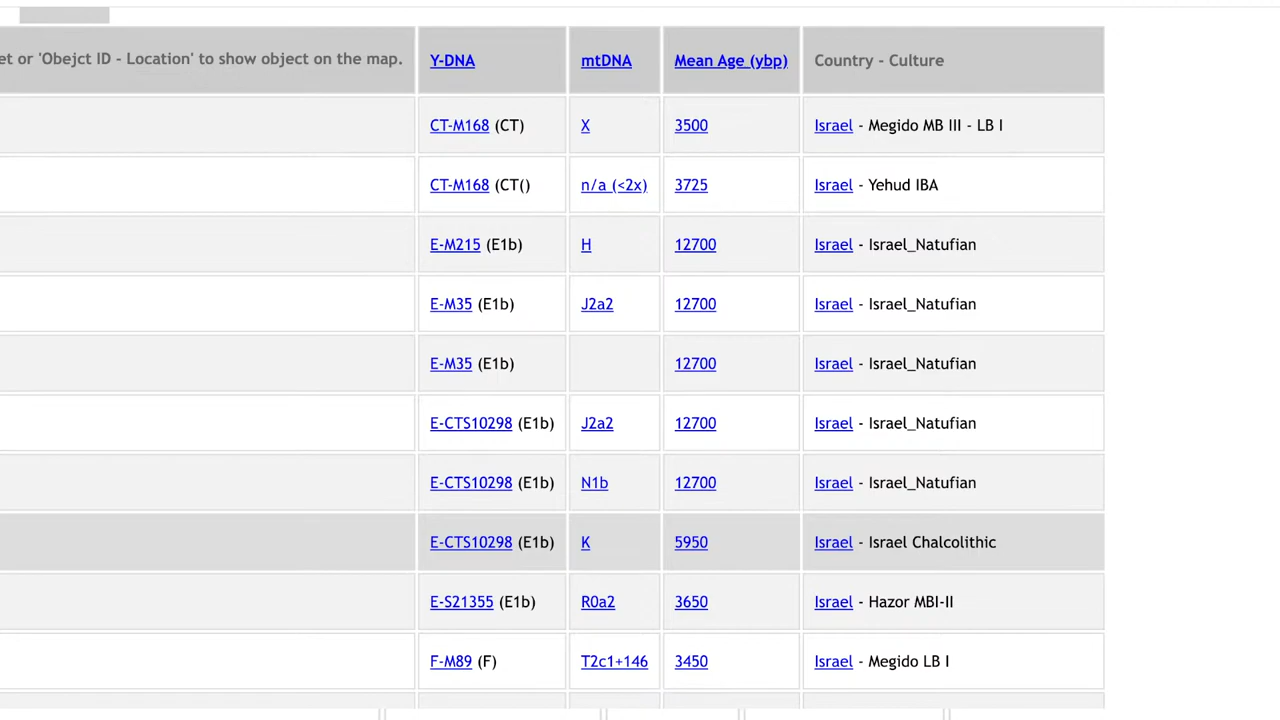 et or 'Obejct ID - Location' to show object on the map. Y-DNA mtDNA Mean Age (ybp) Country - Culture
CT-M168 (CT) X 3500 Israel - Megido MB III - LB I
CT-M168 (CT() n/a (<2x) 3725 Israel - Yehud IBA
E-M215 (E1b) H 12700 Israel - Israel_Natufian
E-M35 (E1b) J2a2 12700 Israel - Israel_Natufian
E-M35 (E1b) 12700 Israel - Israel_Natufian
E-CTS10298 (E1b) J2a2 12700 Israel - Israel_Natufian
E-CTS10298 (E1b) N1b 12700 Israel - Israel_Natufian
E-CTS10298 (E1b) K 5950 Israel - Israel Chalcolithic
E-S21355 (E1b) R0a2 3650 Israel - Hazor MBI-II
F-M89 (F) T2c1+146 3450 Israel - Megido LB I